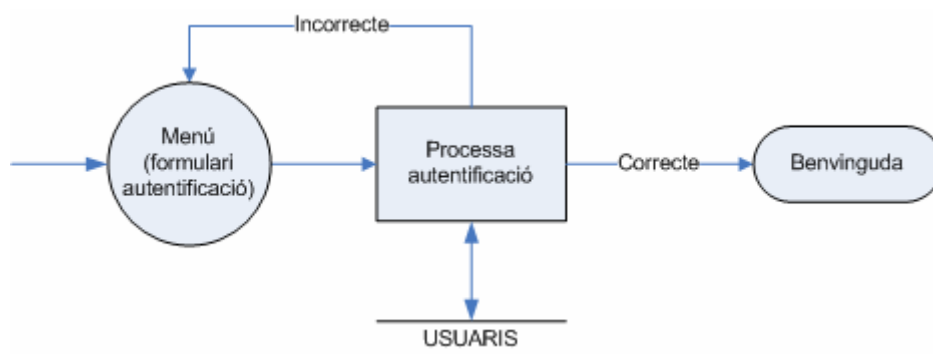 Incorrecte
Menú
(formulari
autentificació)
Processa
autentificació
Correcte
Benvinguda
USUARIS